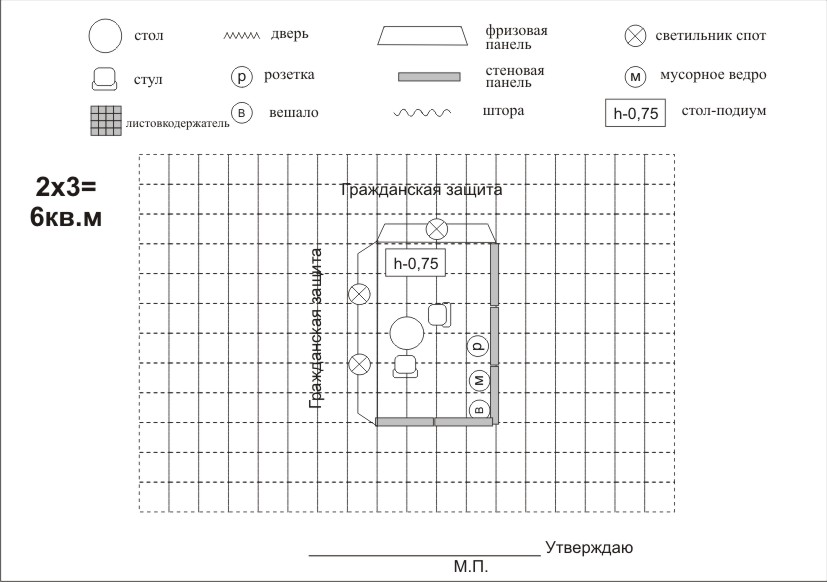 стол
дверь
фризовая
панель
светильник спот
стул
р
розетка
стеновая
панель
м
мусорное ведро
листовкодержатель
в
вешало
штора
h-0,75
стол-подиум
2х3=
6кв.м
Гражданская защита
Гражданская защита
h-0,75
р
м
в
Утверждаю
М.П.